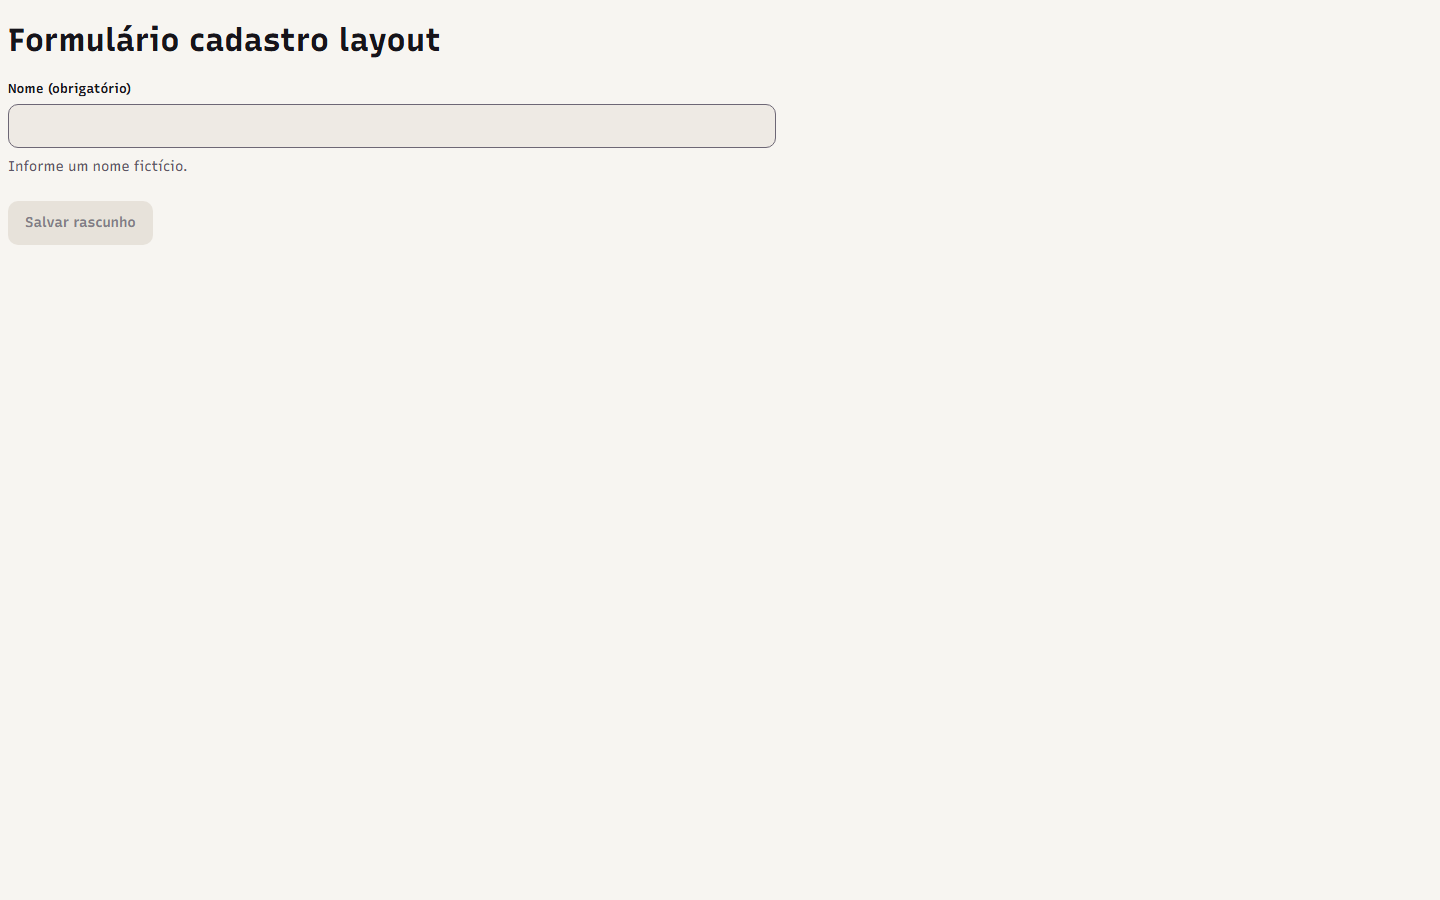 Formulário cadastro layout
Nome (obrigatório)
Informe um nome fictício.
Salvar rascunho